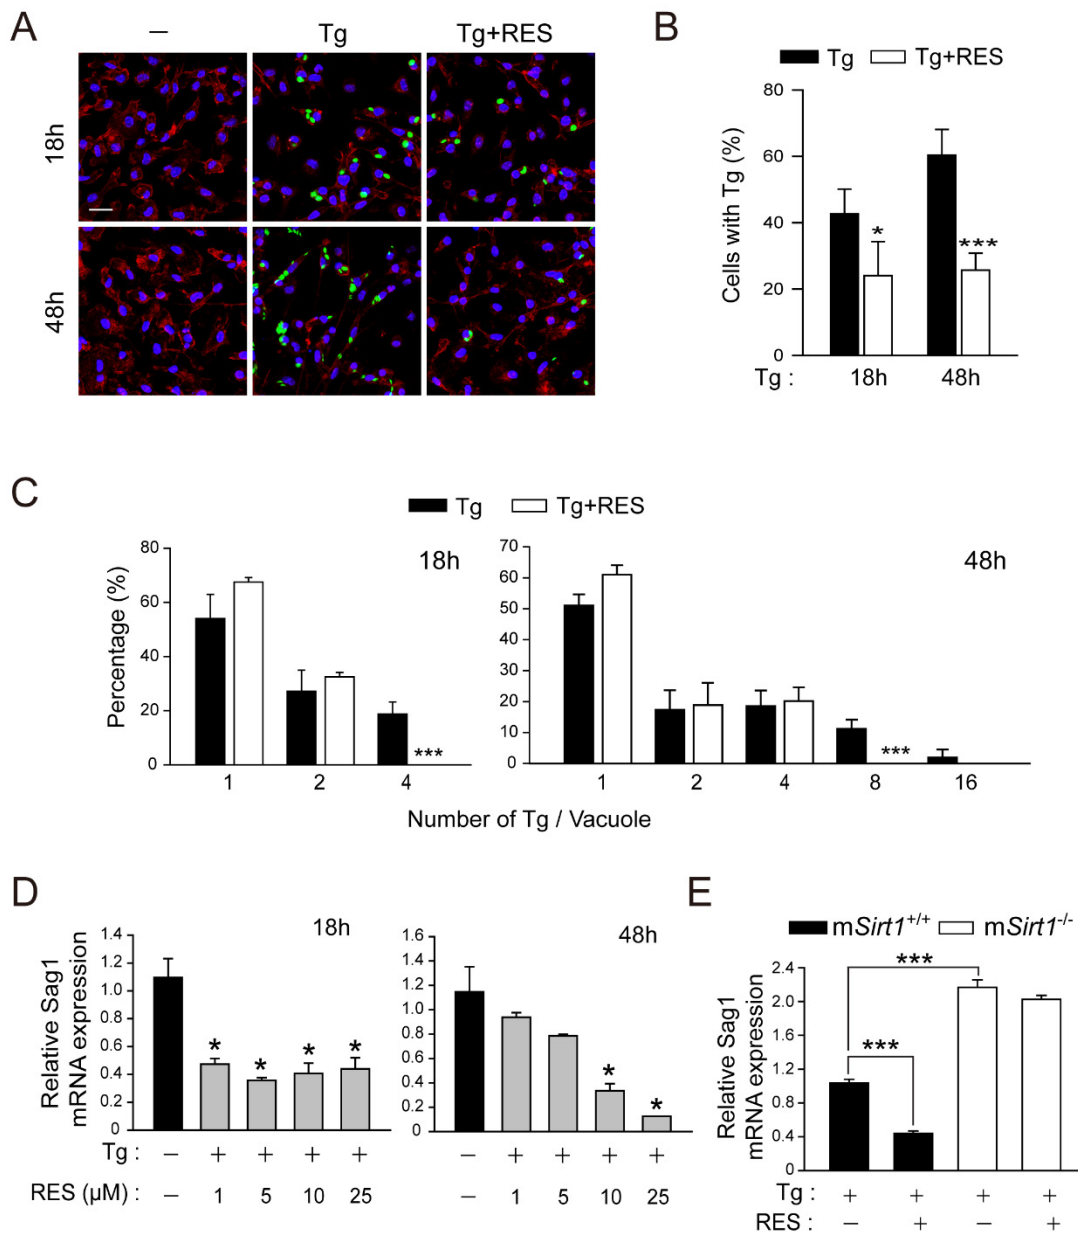 A
– Tg Tg+RES
18h
48h
B
Tg Tg+RES
Cells with Tg (%)
80
60
40
20
0
*
***
Tg : 18h 48h
C
Tg Tg+RES
Percentage (%)
80
60
40
20
0
18h
***
1 2 4
70
60
50
40
30
20
10
0
48h
***
1 2 4 8 16
Number of Tg / Vacuole
D
Relative Sag1
mRNA expression
1.4
1.2
1.0
0.8
0.6
0.4
0.2
0
18h
* * * *
Tg : – + + + +
RES (µM) : – 1 5 10 25
1.6
1.4
1.2
1.0
0.8
0.6
0.4
0.2
0
48h
* *
– + + + +
– 1 5 10 25
E
mSirt1+/+ mSirt1-/-
Relative Sag1
mRNA expression
2.4
2.0
1.2
0.8
0.4
0
***
***
Tg : + + + +
RES : – + – +